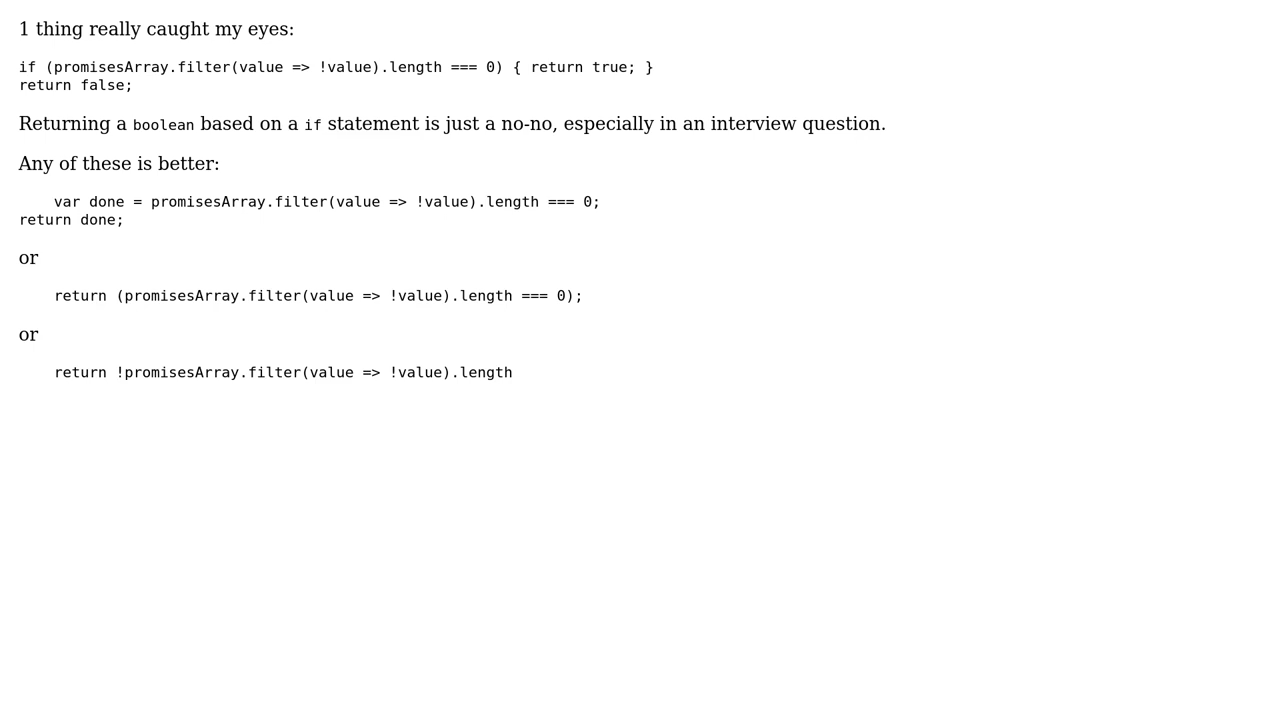 1 thing really caught my eyes:
if (promisesArray.filter(value => !value).length === 0) { return true; }
return false;
Returning a boolean based on a if statement is just a no-no, especially in an interview question.
Any of these is better:
    var done = promisesArray.filter(value => !value).length === 0;
return done;
or
    return (promisesArray.filter(value => !value).length === 0);
or
    return !promisesArray.filter(value => !value).length